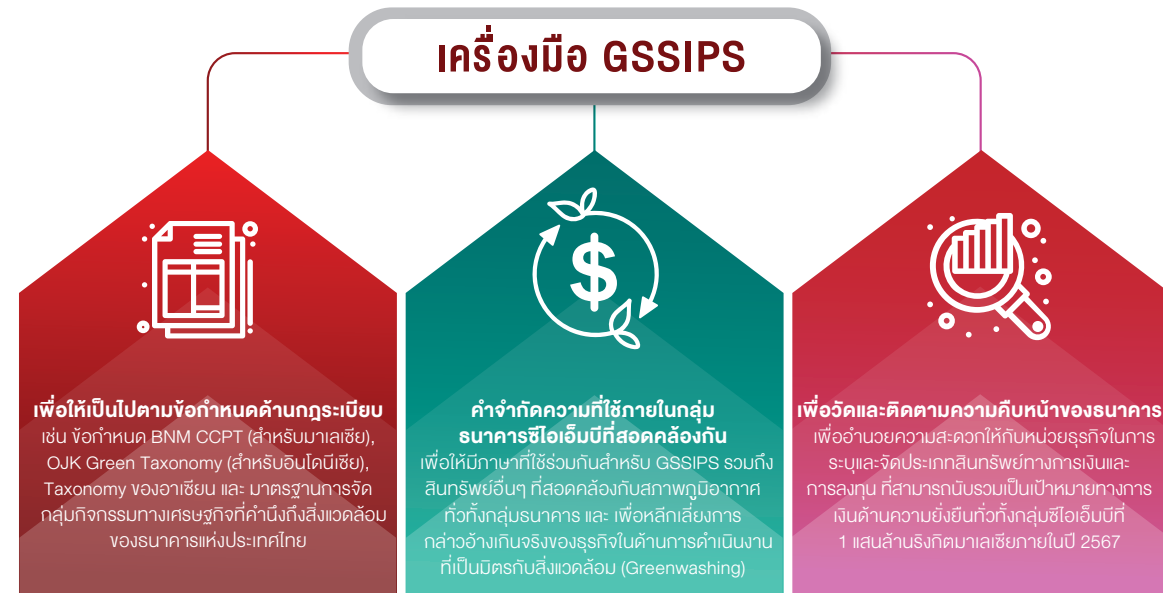 เครื่องมือ GSSIPS
$
เพื่อให้เป็นไปตามข้อกำหนดด้านกฎระเบียบ
เช่น ข้อกำหนด BNM CCPT (สำหรับมาเลเซีย),
OJK Green Taxonomy (สำหรับอินโดนีเซีย),
Taxonomy ของอาเซียน และ มาตรฐานการจัด
กลุ่มกิจกรรมทางเศรษฐกิจที่คำนึงถึงสิ่งแวดล้อม
ของธนาคารแห่งประเทศไทย
คำจำกัดความที่ใช้ภายในกลุ่ม
ธนาคารซีไอเอ็มบีที่สอดคล้องกัน
เพื่อให้มีภาษาที่ใช้ร่วมกันสำหรับ GSSIPS รวมถึง
สินทรัพย์อื่นๆ ที่สอดคล้องกับสภาพภูมิอากาศ
ทั่วทั้งกลุ่มธนาคาร และ เพื่อหลีกเลี่ยงการ
กล่าวอ้างเกินจริงของธุรกิจในด้านการดำเนินงาน
ที่เป็นมิตรกับสิ่งแวดล้อม (Greenwashing)
เพื่อวัดและติดตามความคืบหน้าของธนาคาร
เพื่ออำนวยความสะดวกให้กับหน่วยธุรกิจในการ
ระบุและจัดประเภทสินทรัพย์ทางการเงินและ
การลงทุน ที่สามารถนับรวมเป็นเป้าหมายทางการ
เงินด้านความยั่งยืนทั่วทั้งกลุ่มซีไอเอ็มบีที่
1 แสนล้านริงกิตมาเลเซียภายในปี 2567